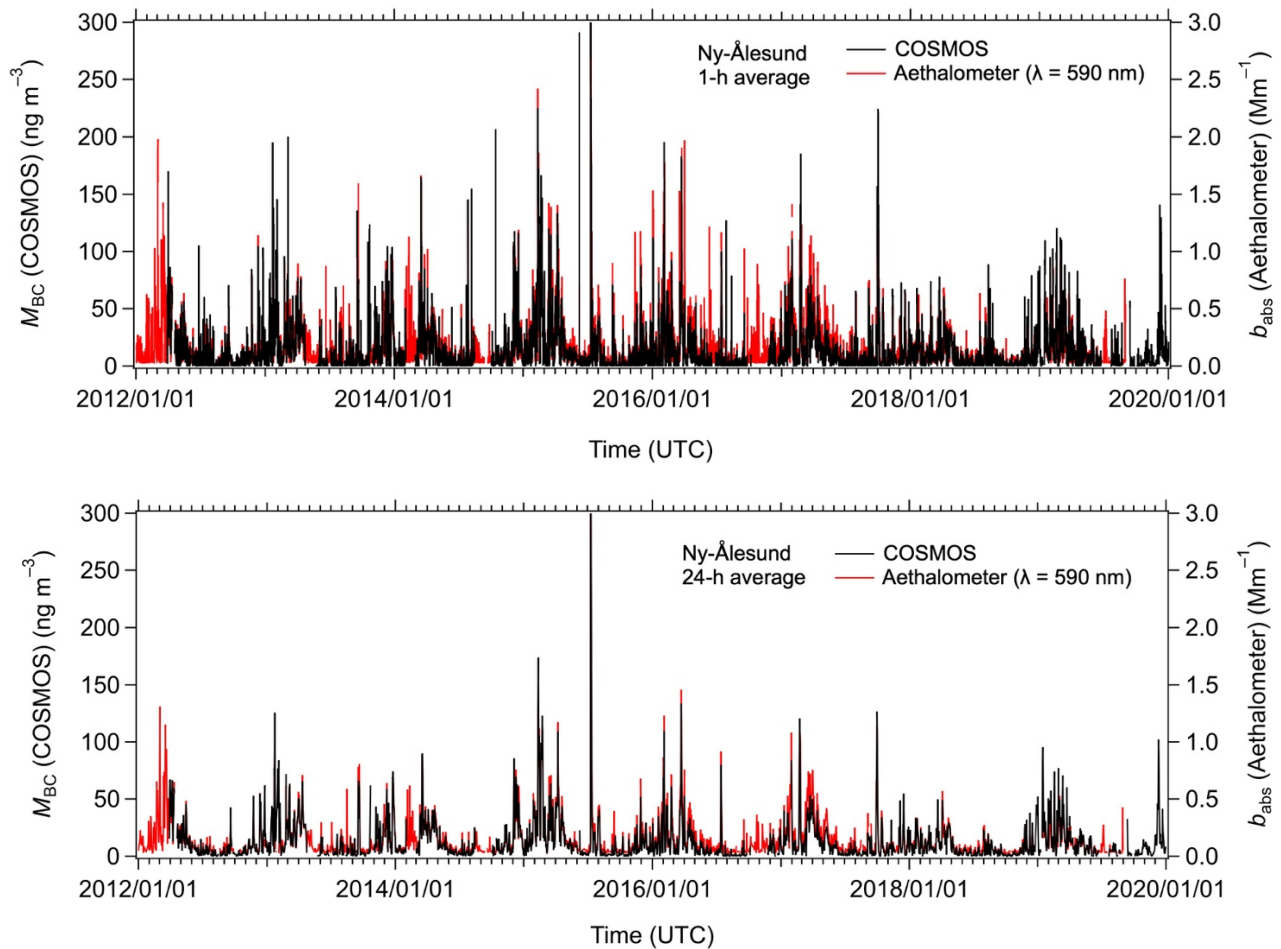 300
250
200
150
100
50
0
M_BC (COSMOS) (ng m⁻³)
Ny-Ålesund
1-h average
COSMOS
Aethalometer (λ = 590 nm)
3.0
2.5
2.0
1.5
1.0
0.5
0.0
b_abs (Aethalometer) (Mm⁻¹)
2012/01/01 2014/01/01 2016/01/01 2018/01/01 2020/01/01
Time (UTC)
300
250
200
150
100
50
0
M_BC (COSMOS) (ng m⁻³)
Ny-Ålesund
24-h average
COSMOS
Aethalometer (λ = 590 nm)
3.0
2.5
2.0
1.5
1.0
0.5
0.0
b_abs (Aethalometer) (Mm⁻¹)
2012/01/01 2014/01/01 2016/01/01 2018/01/01 2020/01/01
Time (UTC)